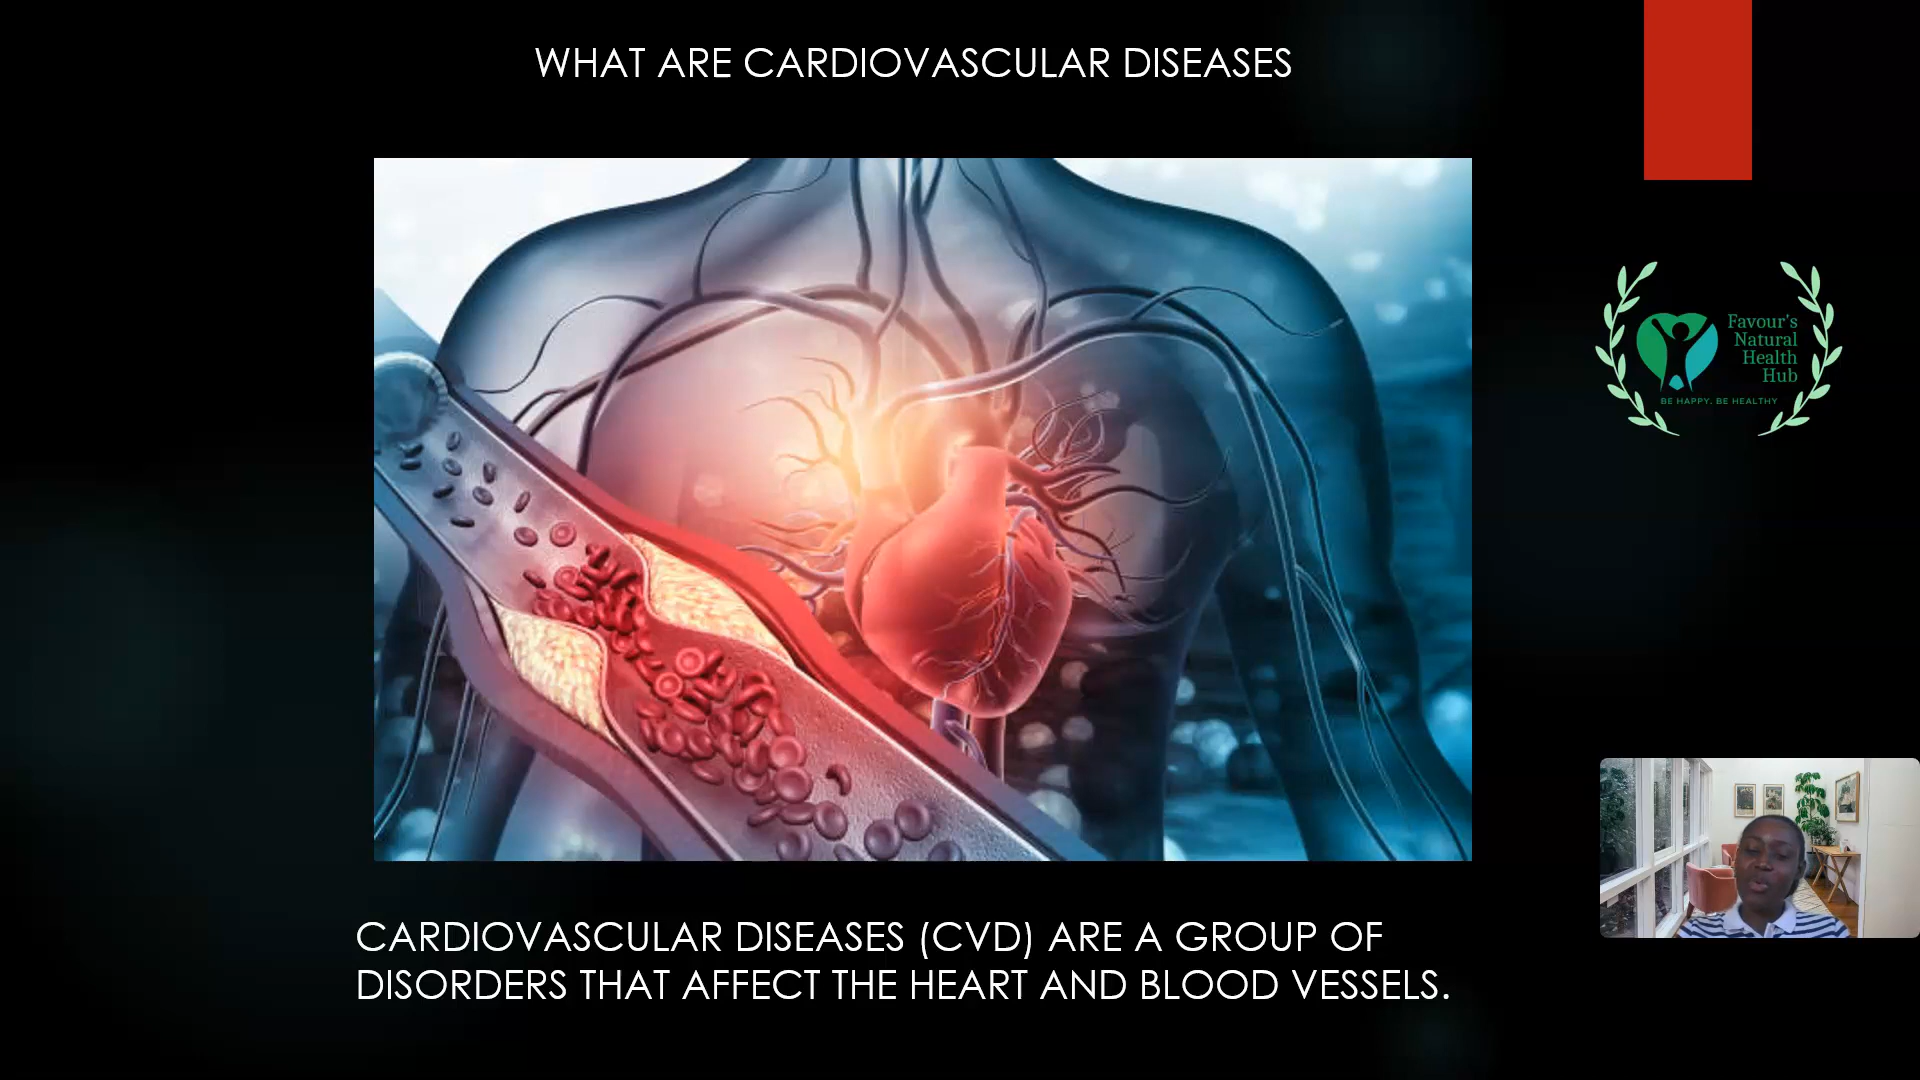 WHAT ARE CARDIOVASCULAR DISEASES
Favour's
Natural
Health
Hub
BE HAPPY. BE HEALTHY
CARDIOVASCULAR DISEASES (CVD) ARE A GROUP OF
DISORDERS THAT AFFECT THE HEART AND BLOOD VESSELS.